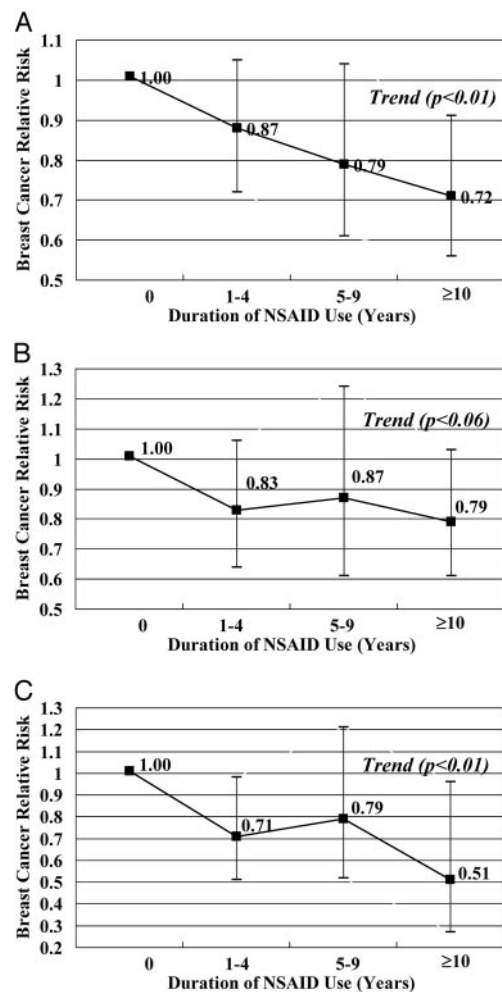 A
Breast Cancer Relative Risk
1.1
1
0.9
0.8
0.7
0.6
0.5
1.00
0.87
0.79
0.72
Trend (p<0.01)
0 1-4 5-9 ≥10
Duration of NSAID Use (Years)
B
Breast Cancer Relative Risk
1.3
1.2
1.1
1
0.9
0.8
0.7
0.6
0.5
1.00
0.83
0.87
0.79
Trend (p<0.06)
0 1-4 5-9 ≥10
Duration of NSAID Use (Years)
C
Breast Cancer Relative Risk
1.3
1.2
1.1
1
0.9
0.8
0.7
0.6
0.5
0.4
0.3
0.2
1.00
0.71
0.79
0.51
Trend (p<0.01)
0 1-4 5-9 ≥10
Duration of NSAID Use (Years)